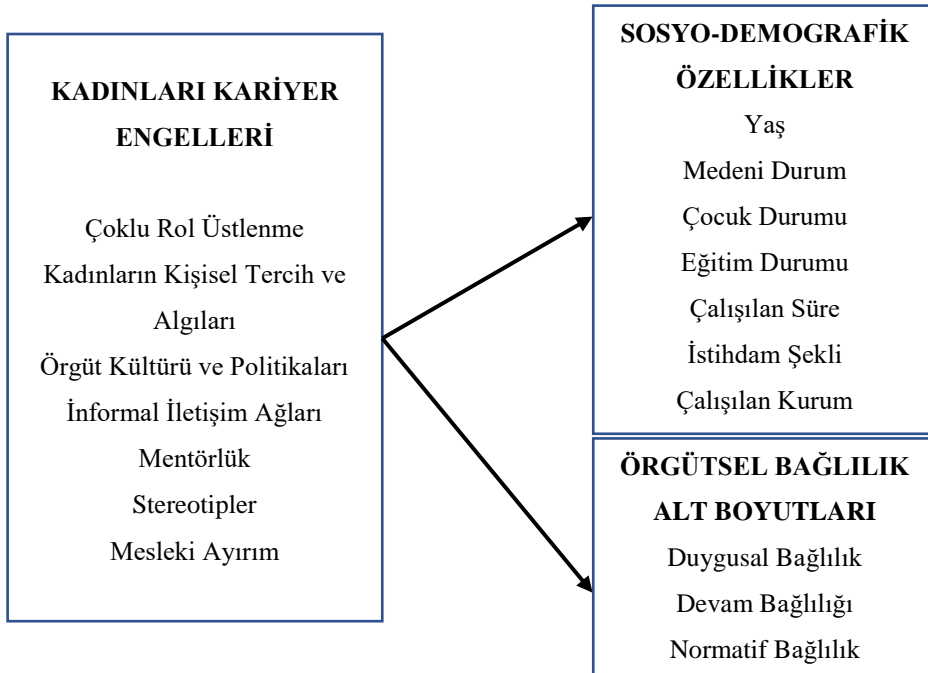 KADINLARI KARİYER
ENGELLERİ
Çoklu Rol Üstlenme
Kadınların Kişisel Tercih ve
Algıları
Örgüt Kültürü ve Politikaları
İnformal İletişim Ağları
Mentörlük
Stereotipler
Mesleki Ayırım
SOSYO-DEMOGRAFİK
ÖZELLİKLER
Yaş
Medeni Durum
Çocuk Durumu
Eğitim Durumu
Çalışılan Süre
İstihdam Şekli
Çalışılan Kurum
ÖRGÜTSEL BAĞLILIK
ALT BOYUTLARI
Duygusal Bağlılık
Devam Bağlılığı
Normatif Bağlılık